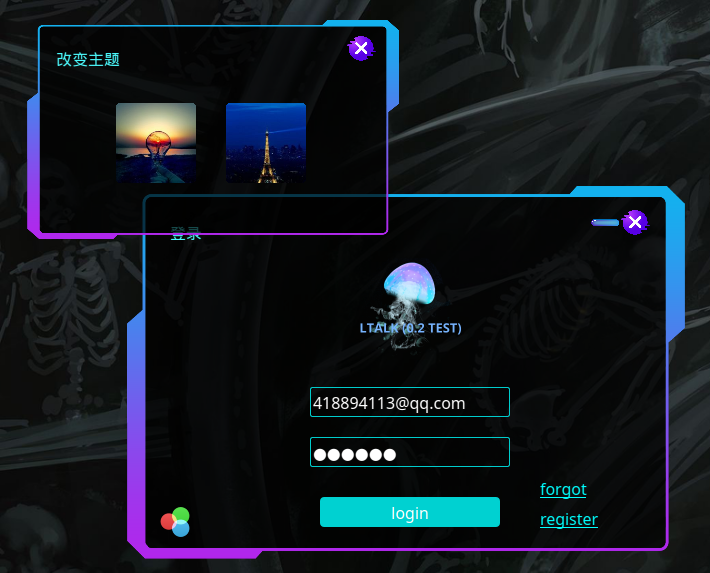 改变主题
登录
LTALK (0.2 TEST)
418894113@qq.com
●●●●●●
login
forgot
register